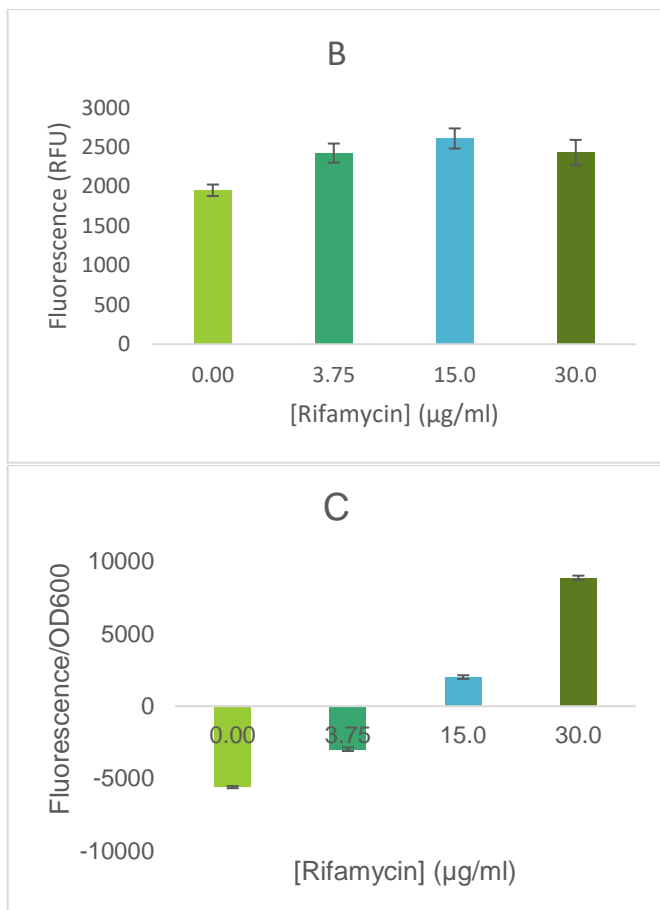 B
Fluorescence (RFU)
3000
2500
2000
1500
1000
500
0
0.00 3.75 15.0 30.0
[Rifamycin] (µg/ml)
C
Fluorescence/OD600
10000
5000
0
0.00 3.75 15.0 30.0
-5000
-10000
[Rifamycin] (µg/ml)